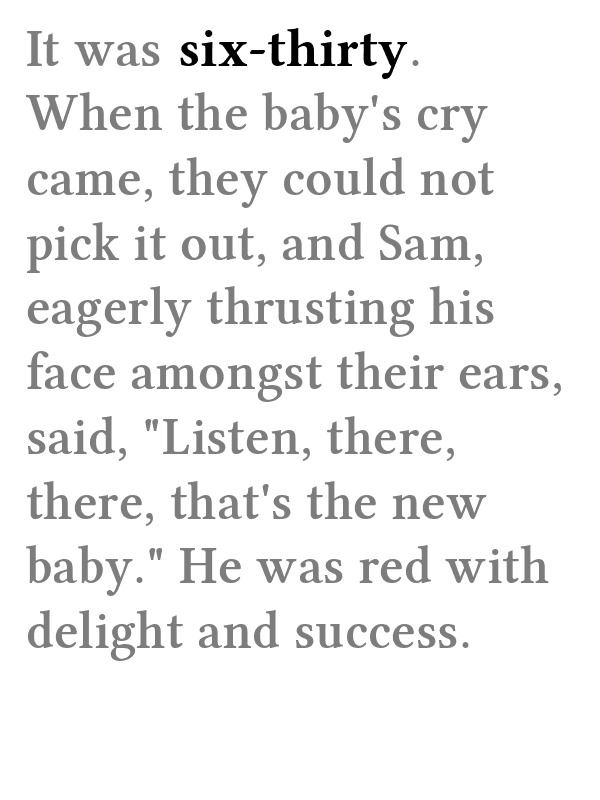 It was six-thirty.
When the baby's cry
came, they could not
pick it out, and Sam,
eagerly thrusting his
face amongst their ears,
said, "Listen, there,
there, that's the new
baby." He was red with
delight and success.